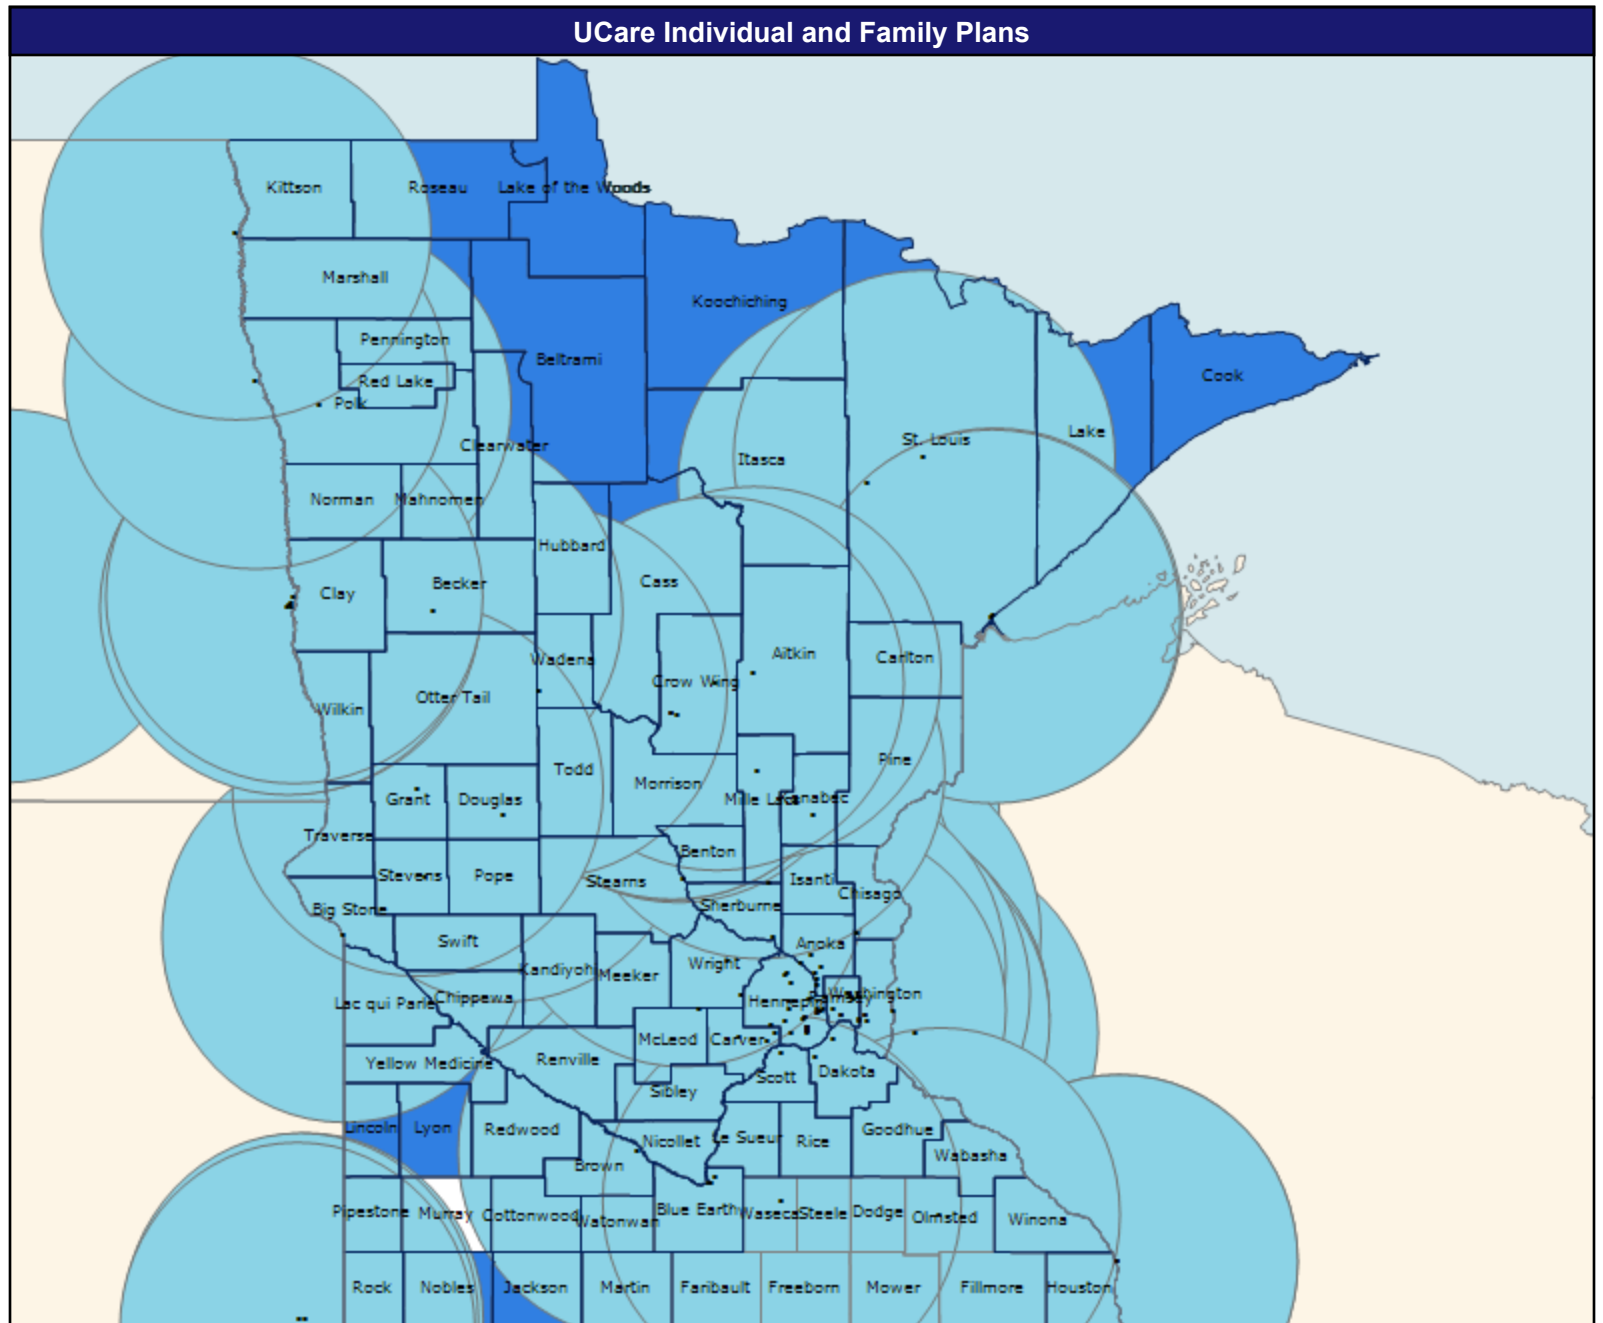 UCare Individual and Family Plans
Kittson
Roseau
Lake of the Woods
Marshall
Koochiching
Pennington
Beltrami
Red Lake
Cook
Polk
Lake
St. Louis
Clearwater
Itasca
Norman
Mahnomen
Hubbard
Cass
Becker
Clay
Aitkin
Carlton
Wadena
Crow Wing
Otter Tail
Wilkin
Pine
Todd
Morrison
Grant
Douglas
Mille Lacs
Kanabec
Traverse
Benton
Stevens
Pope
Stearns
Isanti
Chisago
Big Stone
Sherburne
Swift
Anoka
Wright
Kandiyohi
Meeker
Lac qui Parle
Chippewa
Hennepin
Ramsey
Washington
McLeod
Carver
Yellow Medicine
Renville
Scott
Dakota
Sibley
Lincoln
Lyon
Redwood
Nicollet
Le Sueur
Rice
Goodhue
Wabasha
Brown
Pipestone
Murray
Cottonwood
Watonwan
Blue Earth
Waseca
Steele
Dodge
Olmsted
Winona
Rock
Nobles
Jackson
Martin
Faribault
Freeborn
Mower
Fillmore
Houston